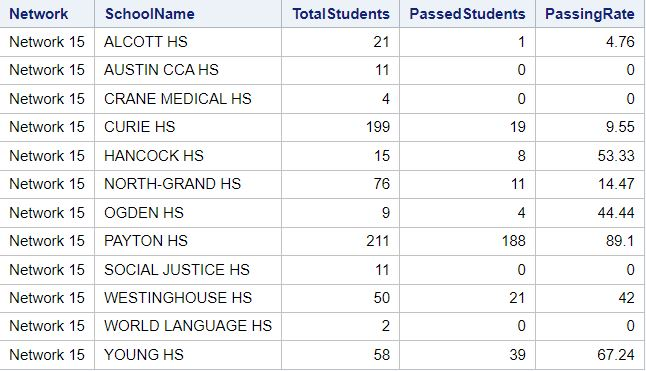 Network SchoolName TotalStudents PassedStudents PassingRate
Network 15 ALCOTT HS 21 1 4.76
Network 15 AUSTIN CCA HS 11 0 0
Network 15 CRANE MEDICAL HS 4 0 0
Network 15 CURIE HS 199 19 9.55
Network 15 HANCOCK HS 15 8 53.33
Network 15 NORTH-GRAND HS 76 11 14.47
Network 15 OGDEN HS 9 4 44.44
Network 15 PAYTON HS 211 188 89.1
Network 15 SOCIAL JUSTICE HS 11 0 0
Network 15 WESTINGHOUSE HS 50 21 42
Network 15 WORLD LANGUAGE HS 2 0 0
Network 15 YOUNG HS 58 39 67.24